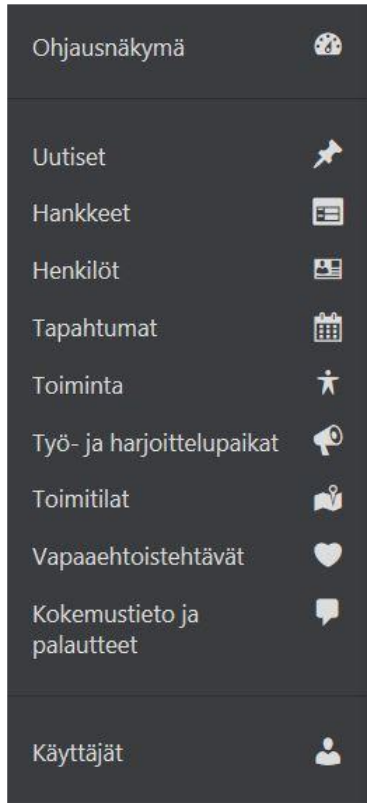 Ohjausnäkymä
Uutiset
Hankkeet
Henkilöt
Tapahtumat
Toiminta
Työ- ja harjoittelupaikat
Toimitilat
Vapaaehtoistehtävät
Kokemustieto ja
palautteet
Käyttäjät